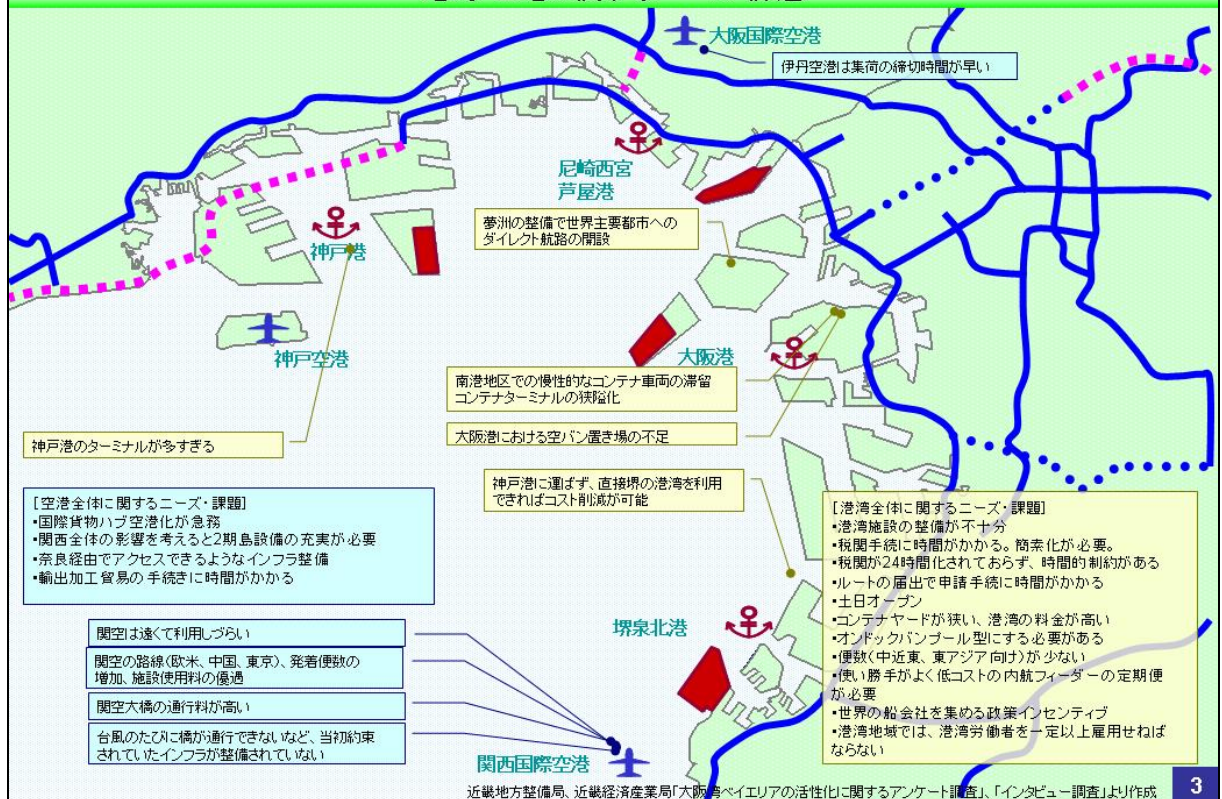 大阪国際空港
伊丹空港は集荷の締切時間が早い
尼崎西宮
芦屋港
夢洲の整備で世界主要都市への
ダイレクト航路の開設
神戸港
神戸空港
大阪港
南港地区での慢性的なコンテナ車両の滞留
コンテナターミナルの狭隘化
神戸港のターミナルが多すぎる
大阪港における空バン置き場の不足
神戸港に運ばず、直接堺の港湾を利用
できればコスト削減が可能
[空港全体に関するニーズ・課題]
•国際貨物ハブ空港化が急務
•関西全体の影響を考えると2期島設備の充実が必要
•奈良経由でアクセスできるようなインフラ整備
•輸出加工貿易の手続きに時間がかかる
[港湾全体に関するニーズ・課題]
•港湾施設の整備が不十分
•税関手続に時間がかかる。簡素化が必要。
•税関が24時間化されておらず、時間的制約がある
•ルートの届出で申請手続に時間がかかる
•土日オープン
•コンテナヤードが狭い、港湾の料金が高い
•オンドックバンプール型にする必要がある
•便数(中近東、東アジア向け)が少ない
•使い勝手がよく低コストの内航フィーダーの定期便
が必要
•世界の船会社を集める政策インセンティブ
•港湾地域では、港湾労働者を一定以上雇用せねば
ならない
堺泉北港
関空は遠くて利用しづらい
関空の路線(欧米、中国、東京)、発着便数の
増加、施設使用料の優遇
関空大橋の通行料が高い
台風のたびに橋が通行できないなど、当初約束
されていたインフラが整備されていない
関西国際空港
近畿地方整備局、近畿経済産業局「大阪湾ベイエリアの活性化に関するアンケート調査」、「インタビュー調査」より作成
3